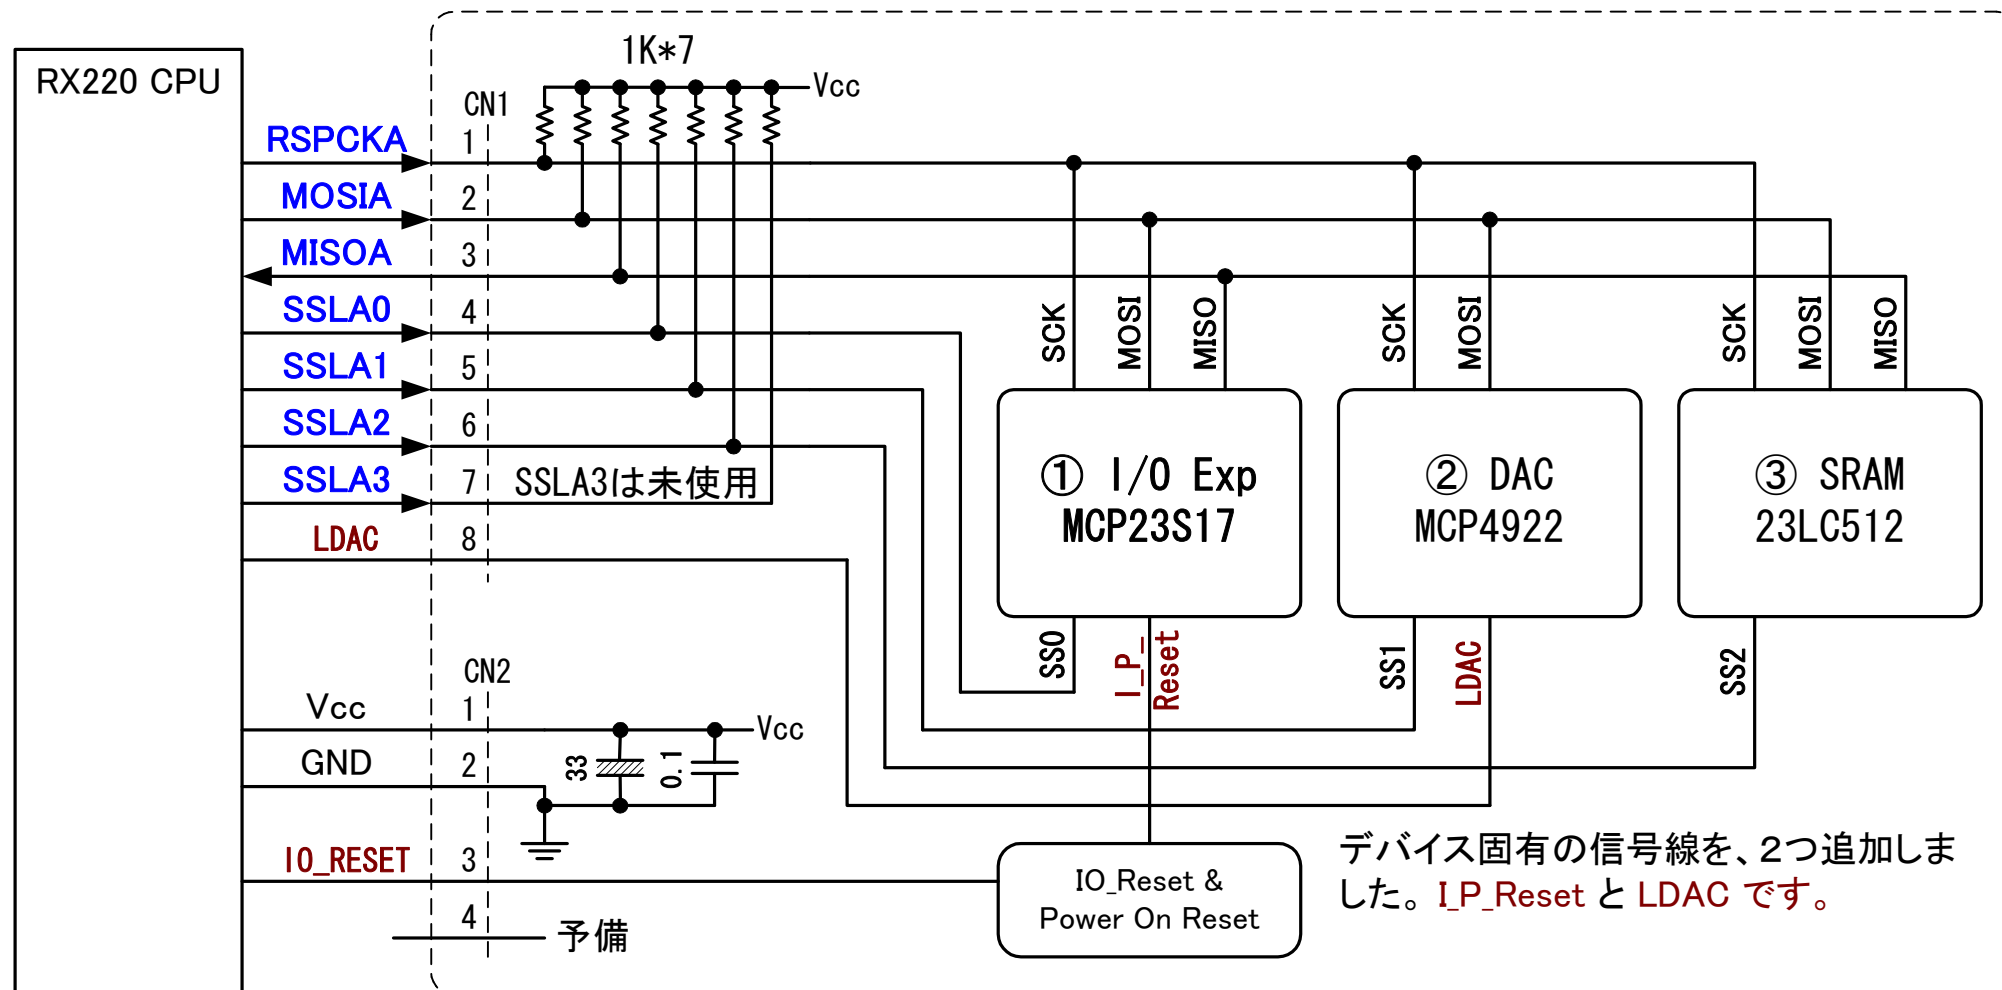 RX220 CPU
1K*7
Vcc
CN1
RSPCKA
1
MOSIA
2
MISOA
3
SSLA0
4
SSLA1
5
SSLA2
6
SSLA3
7
SSLA3は未使用
LDAC
8
SCK
MOSI
MISO
SCK
MOSI
SCK
MOSI
MISO
① I/O Exp
MCP23S17
② DAC
MCP4922
③ SRAM
23LC512
SS0
I_P_
Reset
SS1
LDAC
SS2
CN2
Vcc
1
Vcc
GND
2
33
0.1
IO_RESET
3
4
予備
IO_Reset &
Power On Reset
デバイス固有の信号線を、2つ追加しま
した。I_P_Reset と LDAC です。